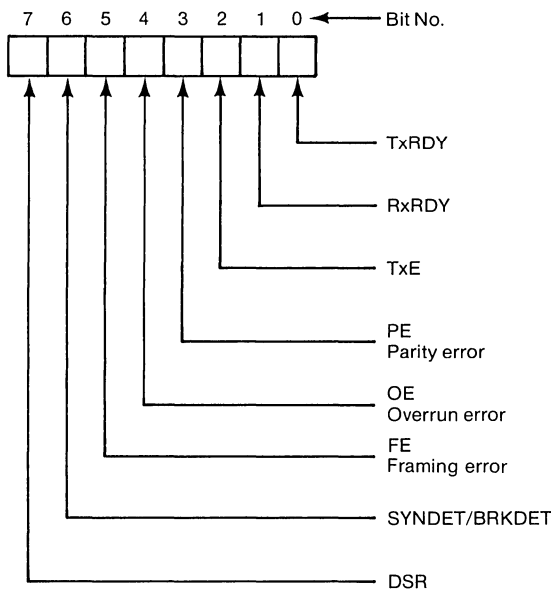 7 6 5 4 3 2 1 0 Bit No.
TxRDY
RxRDY
TxE
PE
Parity error
OE
Overrun error
FE
Framing error
SYNDET/BRKDET
DSR